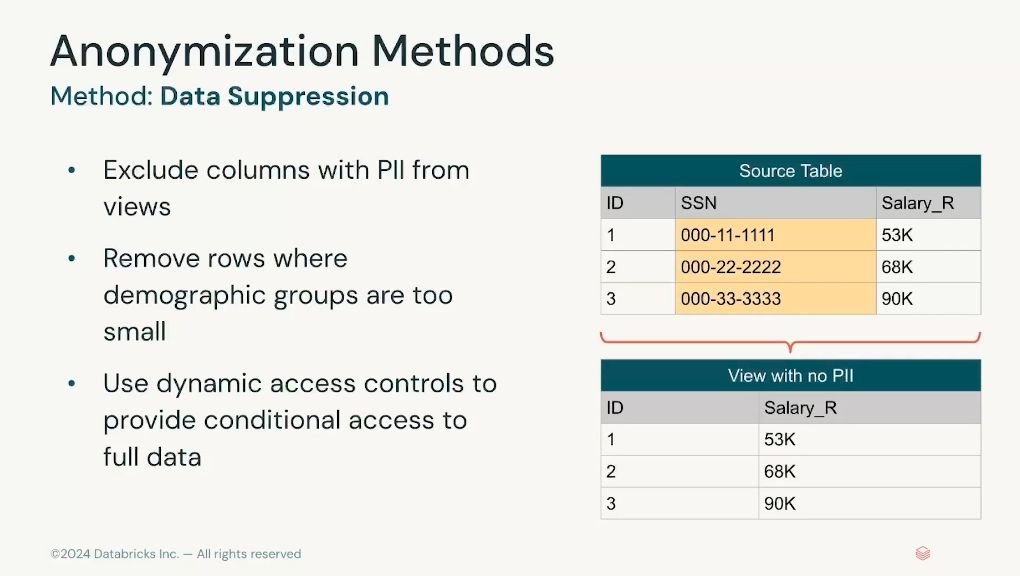 Anonymization Methods
Method: Data Suppression
• Exclude columns with PII from
views
• Remove rows where
demographic groups are too
small
• Use dynamic access controls to
provide conditional access to
full data
Source Table
ID SSN Salary_R
1 000-11-1111 53K
2 000-22-2222 68K
3 000-33-3333 90K
View with no PII
ID Salary_R
1 53K
2 68K
3 90K
©2024 Databricks Inc. — All rights reserved